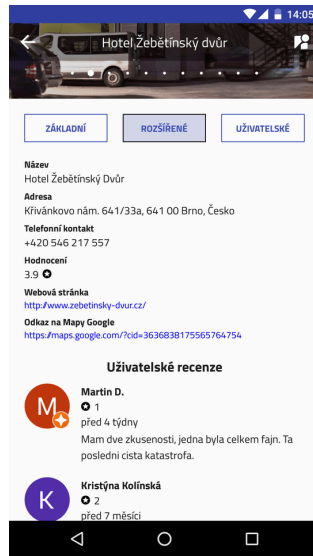 14:05
Hotel Žebětínský dvůr
ZÁKLADNÍ
ROZŠÍŘENÉ
UŽIVATELSKÉ
Název
Hotel Žebětínský Dvůr
Adresa
Křivánkovo nám. 641/33a, 641 00 Brno, Česko
Telefonní kontakt
+420 546 217 557
Hodnocení
3.9
Webová stránka
http://www.zebetinsky-dvur.cz/
Odkaz na Mapy Google
https://maps.google.com/?cid=3636838175565764754
Uživatelské recenze
M
Martin D.
1
před 4 týdny
Mam dve zkusenosti, jedna byla celkem fajn. Ta
posledni cista katastrofa.
K
Kristýna Kolínská
2
před 7 měsíci